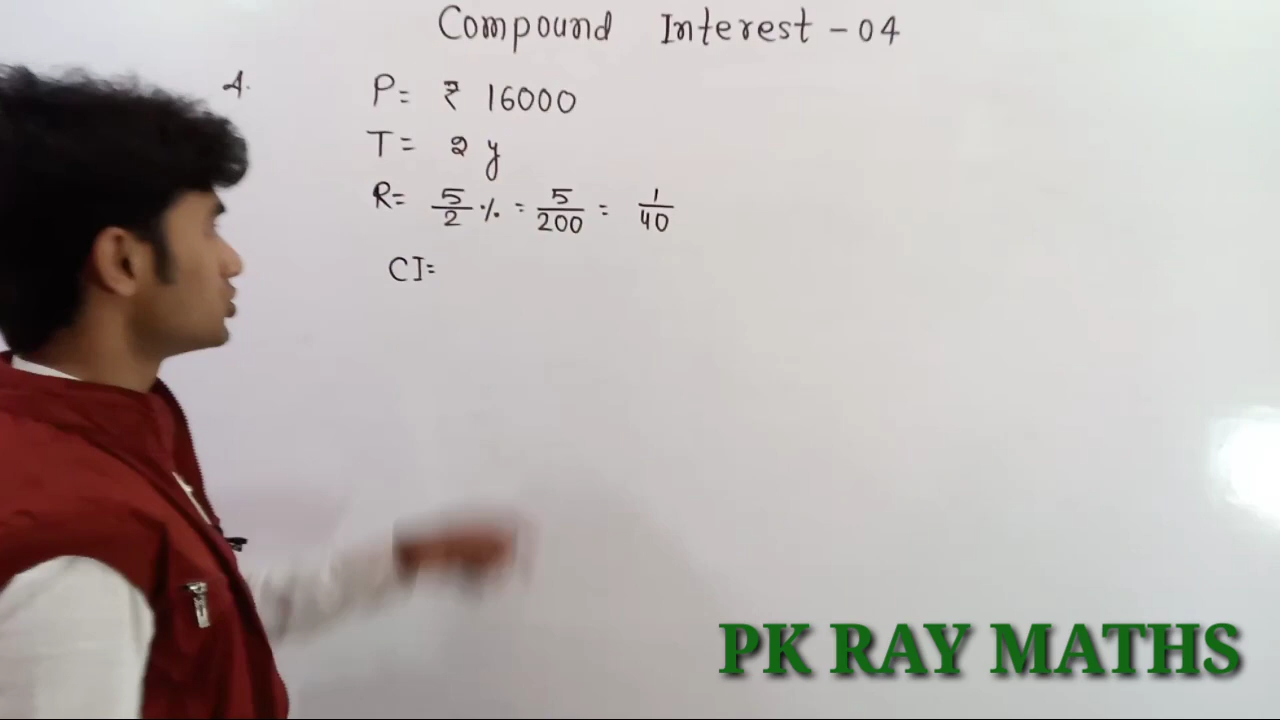 Compound Interest - 04
4.
P= ₹ 16000
T= 2 y
R= 5/2 % = 5/200 = 1/40
CI=
PK RAY MATHS